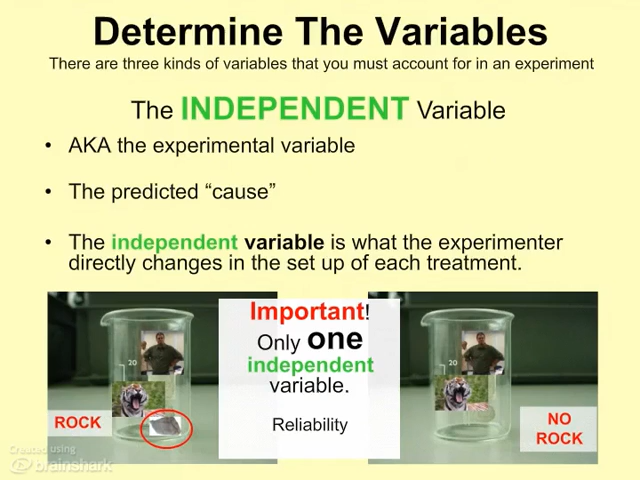 Determine The Variables
There are three kinds of variables that you must account for in an experiment
The INDEPENDENT Variable
• AKA the experimental variable
• The predicted “cause”
• The independent variable is what the experimenter
directly changes in the set up of each treatment.
Important!
Only one
independent
variable.
Reliability
20
ROCK
20
NO
ROCK
Created using
brainshark